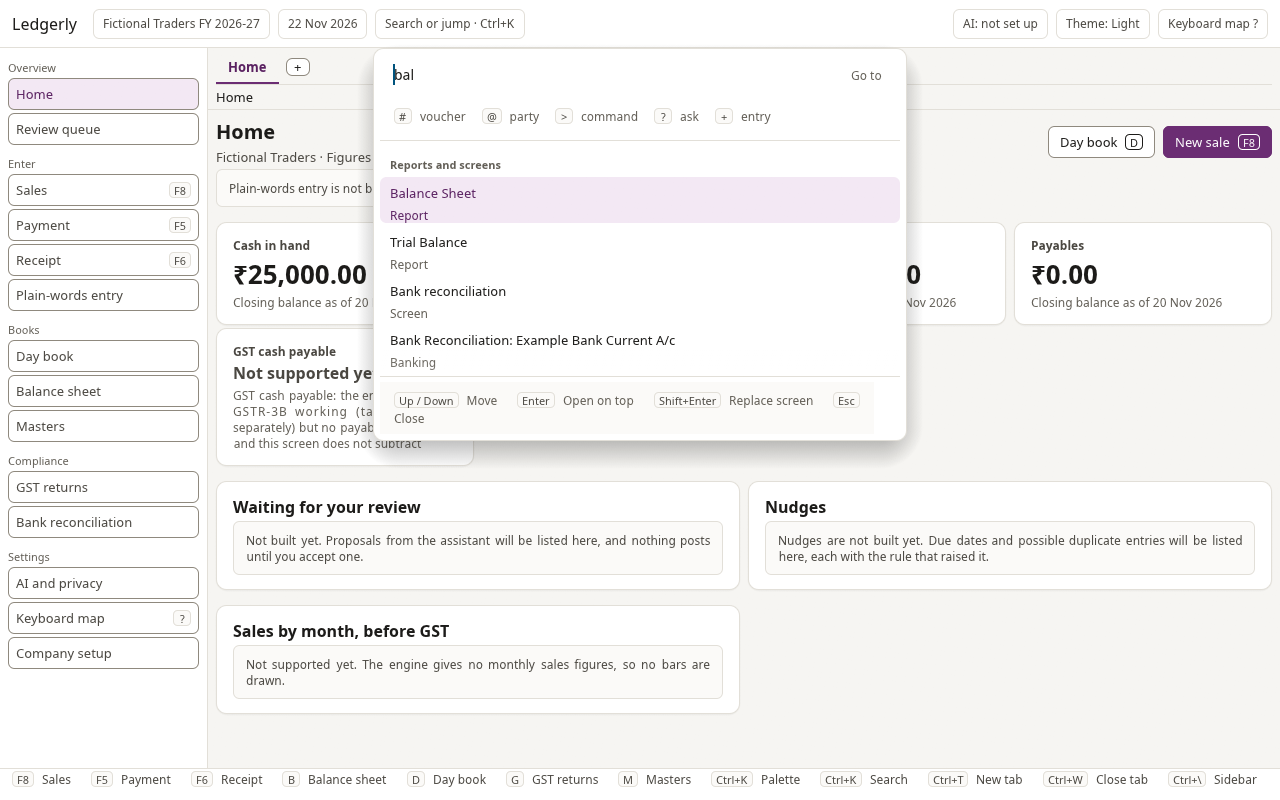 Ledgerly
Fictional Traders FY 2026-27
22 Nov 2026
Search or jump · Ctrl+K
AI: not set up
Theme: Light
Keyboard map ?
Overview
Home
Review queue
Enter
Sales F8
Payment F5
Receipt F6
Plain-words entry
Books
Day book
Balance sheet
Masters
Compliance
GST returns
Bank reconciliation
Settings
AI and privacy
Keyboard map ?
Company setup
Home +
Home
Home
Fictional Traders · Figures
Day book D
New sale F8
Plain-words entry is not b
bal
Go to
# voucher @ party > command ? ask + entry
Reports and screens
Balance Sheet
Report
Trial Balance
Report
Bank reconciliation
Screen
Bank Reconciliation: Example Bank Current A/c
Banking
Up / Down Move Enter Open on top Shift+Enter Replace screen Esc
Close
Cash in hand
₹25,000.00
Closing balance as of 20
0
Nov 2026
Payables
₹0.00
Closing balance as of 20 Nov 2026
GST cash payable
Not supported ye
GST cash payable: the en
GSTR-3B working (ta
separately) but no payab
and this screen does not subtract
Waiting for your review
Not built yet. Proposals from the assistant will be listed here, and nothing posts
until you accept one.
Nudges
Nudges are not built yet. Due dates and possible duplicate entries will be listed
here, each with the rule that raised it.
Sales by month, before GST
Not supported yet. The engine gives no monthly sales figures, so no bars are
drawn.
F8 Sales F5 Payment F6 Receipt B Balance sheet D Day book G GST returns M Masters Ctrl+K Palette Ctrl+K Search Ctrl+T New tab Ctrl+W Close tab Ctrl+\ Sidebar